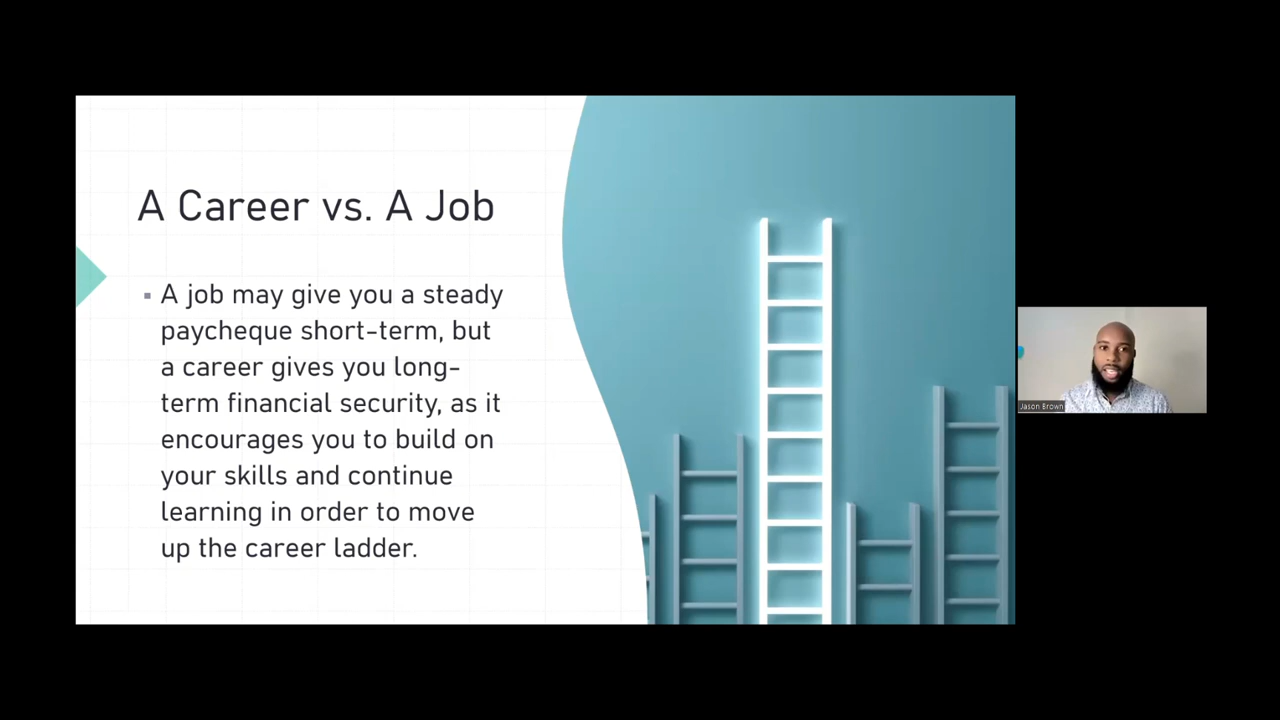 A Career vs. A Job
▪ A job may give you a steady
paycheque short-term, but
a career gives you long-
term financial security, as it
encourages you to build on
your skills and continue
learning in order to move
up the career ladder.
Jason Brown